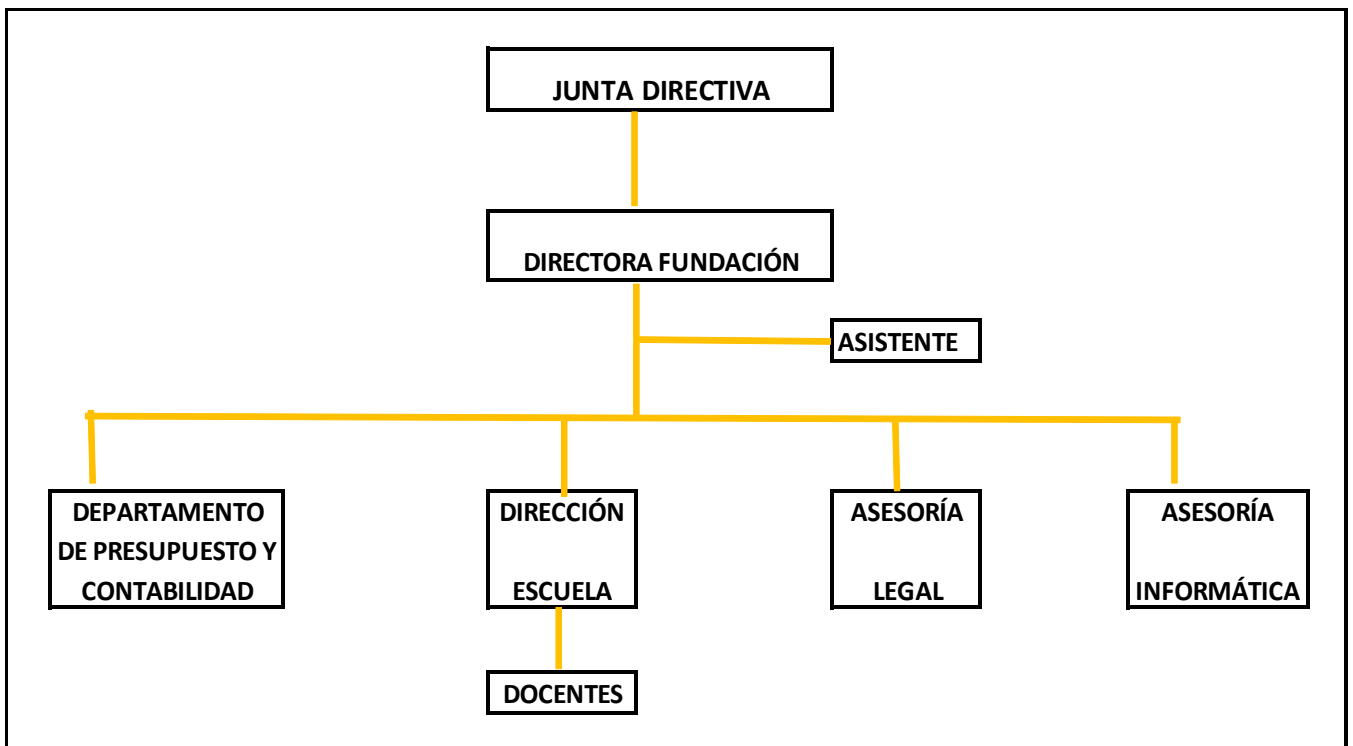 JUNTA DIRECTIVA
DIRECTORA FUNDACIÓN
ASISTENTE
DEPARTAMENTO
DE PRESUPUESTO Y
CONTABILIDAD
DIRECCIÓN
ESCUELA
ASESORÍA
LEGAL
ASESORÍA
INFORMÁTICA
DOCENTES